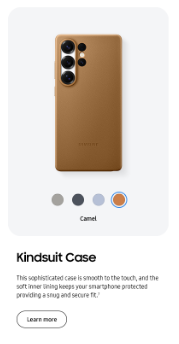 Camel
Kindsuit Case
This sophisticated case is smooth to the touch, and the
soft inner lining keeps your smartphone protected
providing a snug and secure fit.¹
Learn more